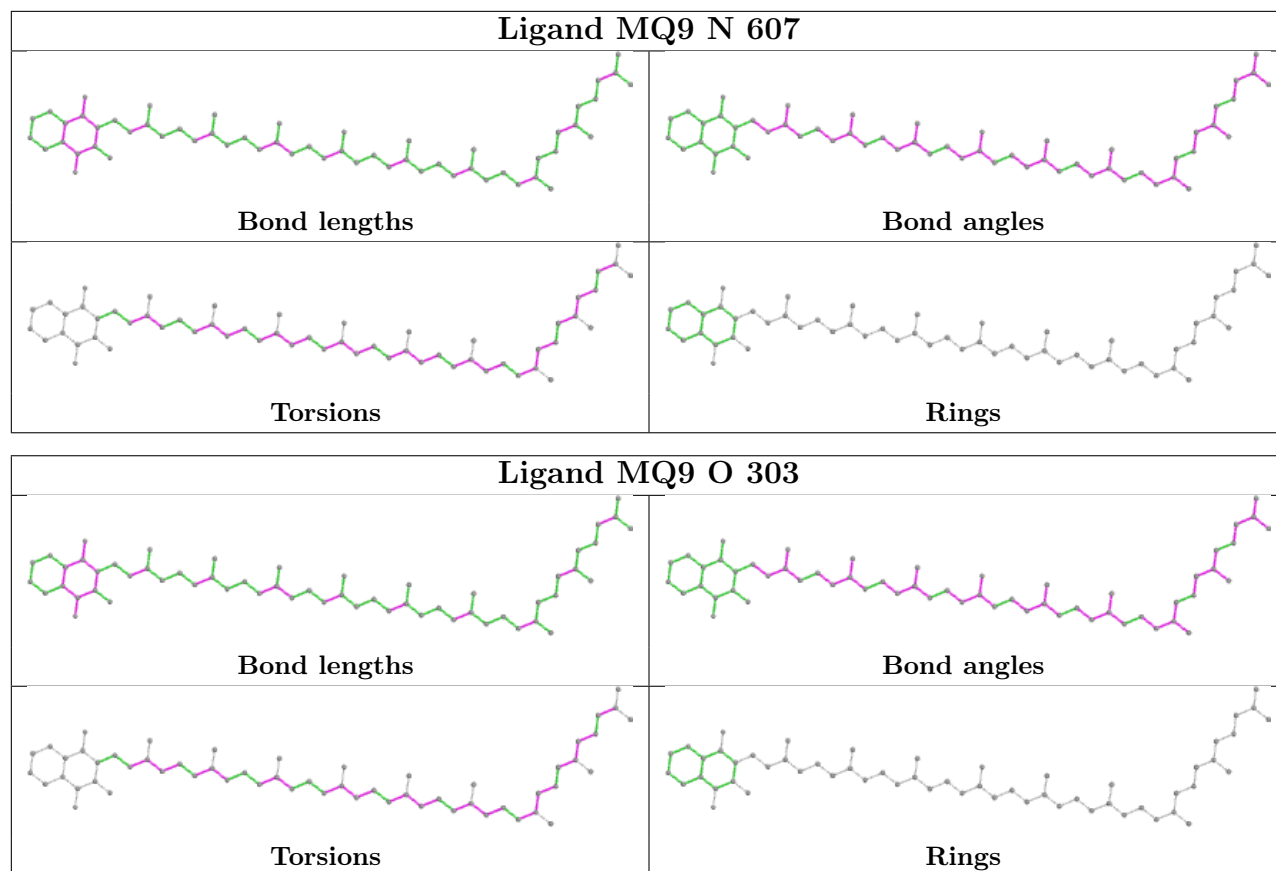 Ligand MQ9 N 607
Bond lengths
Bond angles
Torsions
Rings
Ligand MQ9 O 303
Bond lengths
Bond angles
Torsions
Rings